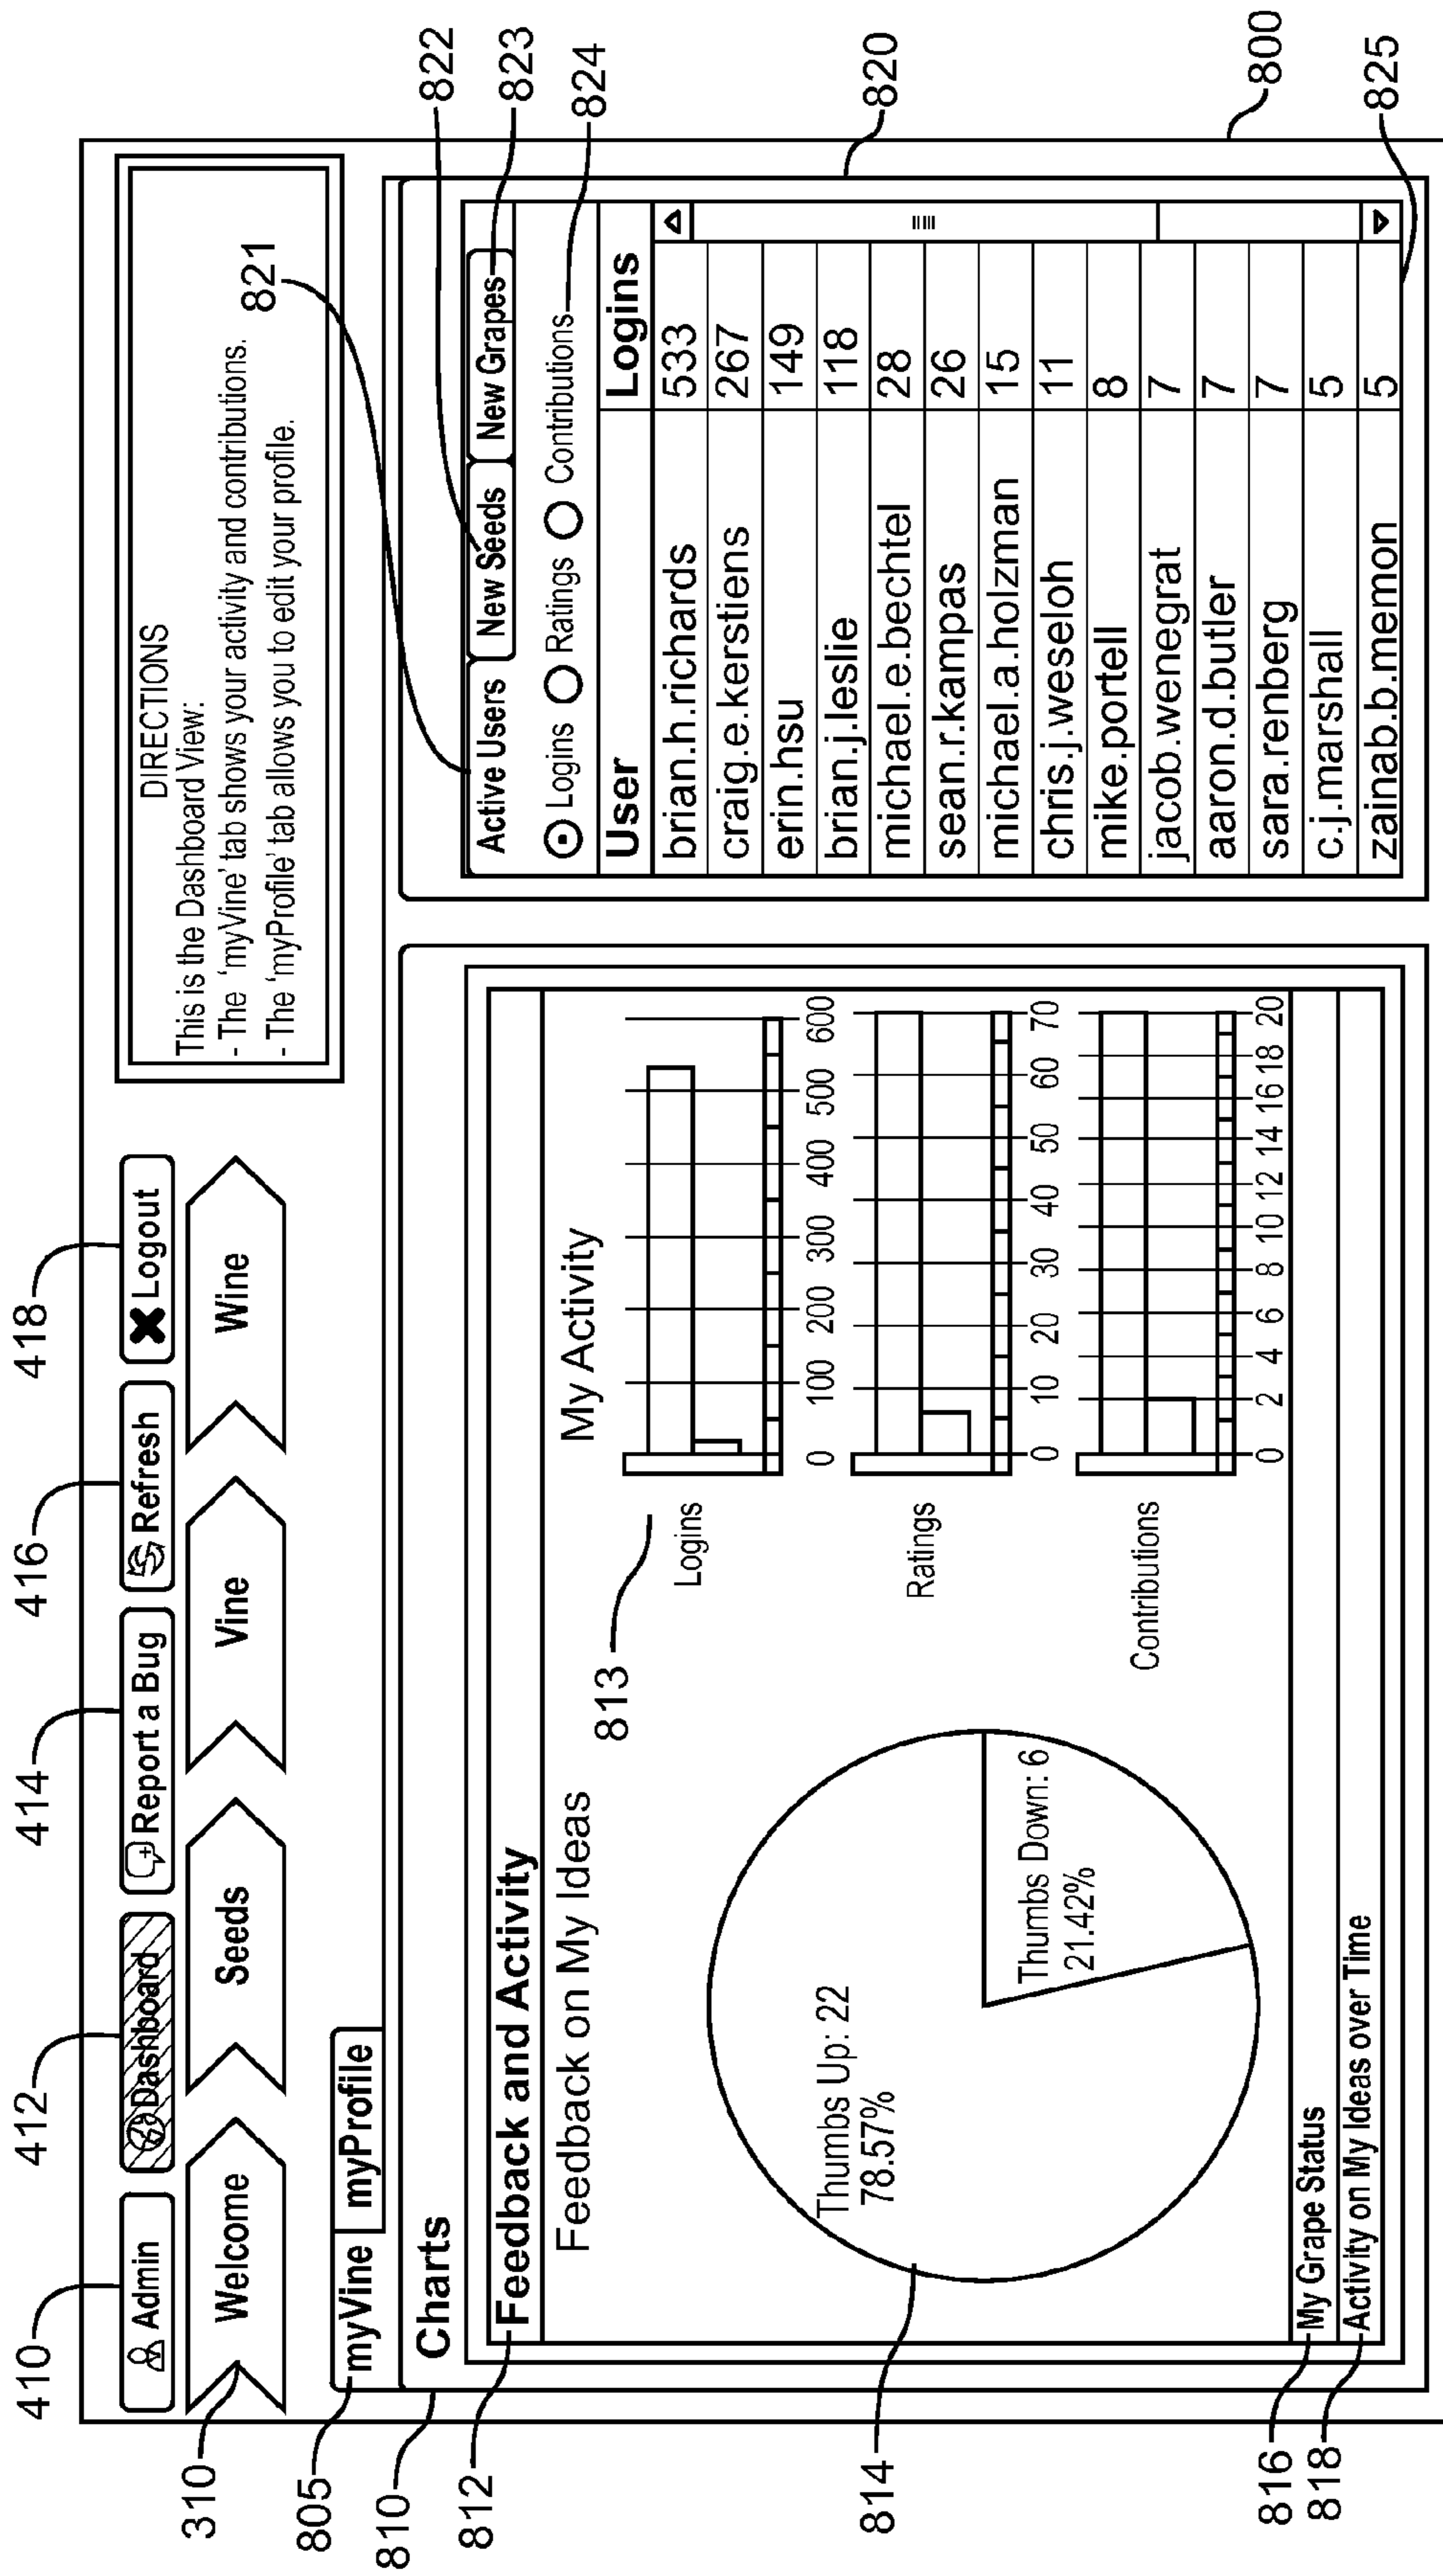 410
412
414
416
418
Admin
Dashboard
Report a Bug
Refresh
Logout
310
Welcome
Seeds
Vine
Wine
DIRECTIONS
This is the Dashboard View:
- The 'myVine' tab shows your activity and contributions.
- The 'myProfile' tab allows you to edit your profile.
821
805
myVine
myProfile
810
Charts
812
Feedback and Activity
Feedback on My Ideas
814
Thumbs Up: 22
78.57%
Thumbs Down: 6
21.42%
My Activity
813
Logins
0 100 200 300 400 500 600
Ratings
0 10 20 30 40 50 60 70
Contributions
0 2 4 6 8 10 12 14 16 18 20
816
My Grape Status
818
Activity on My Ideas over Time
822
823
824
Active Users New Seeds New Grapes
Logins Ratings Contributions
User Logins
brian.h.richards 533
craig.e.kerstiens 267
erin.hsu 149
brian.j.leslie 118
michael.e.bechtel 28
sean.r.kampas 26
michael.a.holzman 15
chris.j.weseloh 11
mike.portell 8
jacob.wenegrat 7
aaron.d.butler 7
sara.renberg 7
c.j.marshall 5
zainab.b.memon 5
820
800
825